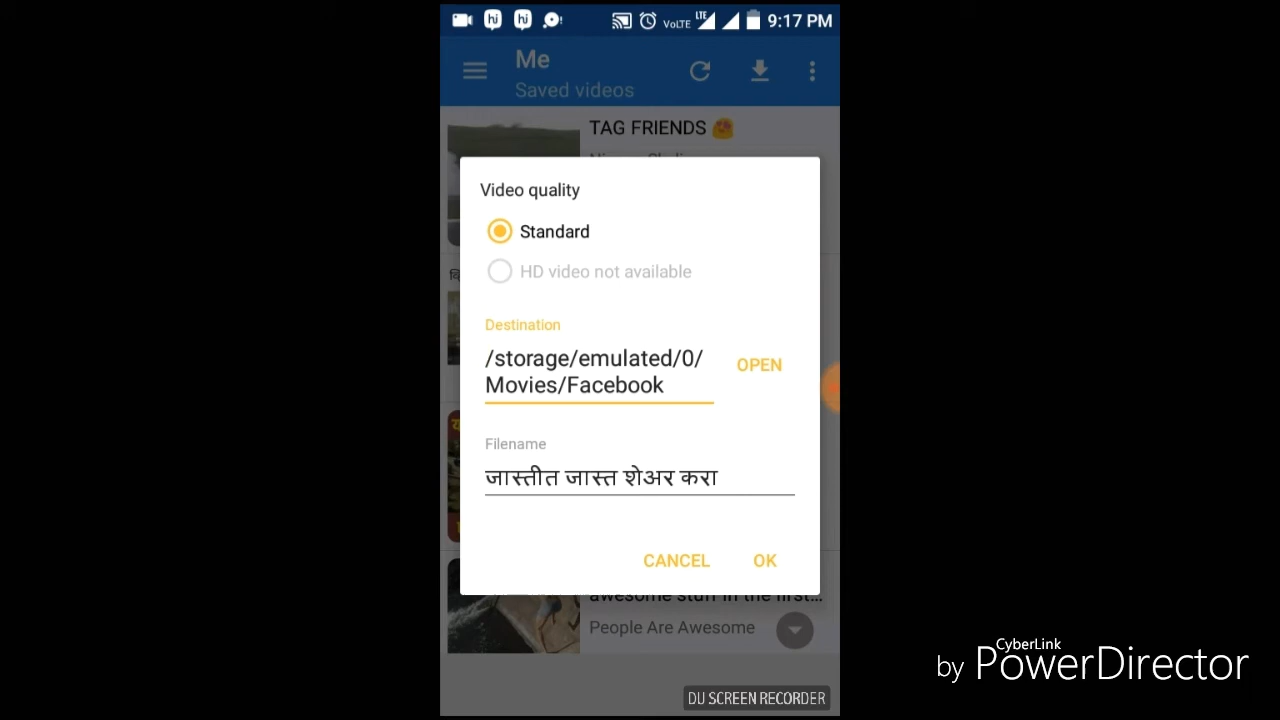 hj hj VoLTE LTE 9:17 PM
Me
Saved videos
TAG FRIENDS 😍
Video quality
Standard
HD video not available
Destination
/storage/emulated/0/
Movies/Facebook
OPEN
Filename
जास्तीत जास्त शेअर करा
CANCEL OK
awesome stuff in the first...
People Are Awesome
DU SCREEN RECORDER
CyberLink
by PowerDirector